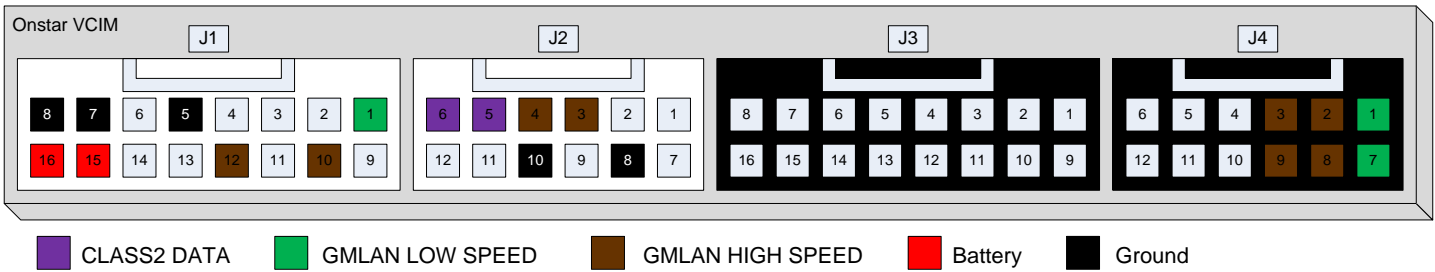 Onstar VCIM
J1 J2 J3 J4
8 7 6 5 4 3 2 1 6 5 4 3 2 1 8 7 6 5 4 3 2 1 6 5 4 3 2 1
16 15 14 13 12 11 10 9 12 11 10 9 8 7 16 15 14 13 12 11 10 9 12 11 10 9 8 7
CLASS2 DATA GMLAN LOW SPEED GMLAN HIGH SPEED Battery Ground